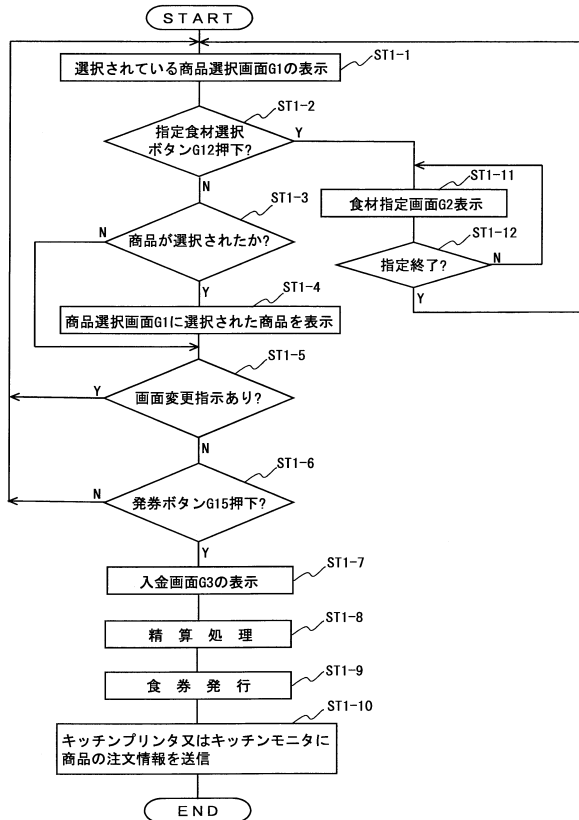 START
選択されている商品選択画面G1の表示
ST1-1
指定食材選択
ボタンG12押下?
ST1-2
Y
N
食材指定画面G2表示
ST1-11
指定終了?
ST1-12
N
Y
商品が選択されたか?
ST1-3
N
Y
商品選択画面G1に選択された商品を表示
ST1-4
画面変更指示あり?
ST1-5
Y
N
発券ボタンG15押下?
ST1-6
N
Y
入金画面G3の表示
ST1-7
精 算 処 理
ST1-8
食 券 発 行
ST1-9
キッチンプリンタ又はキッチンモニタに
商品の注文情報を送信
ST1-10
END